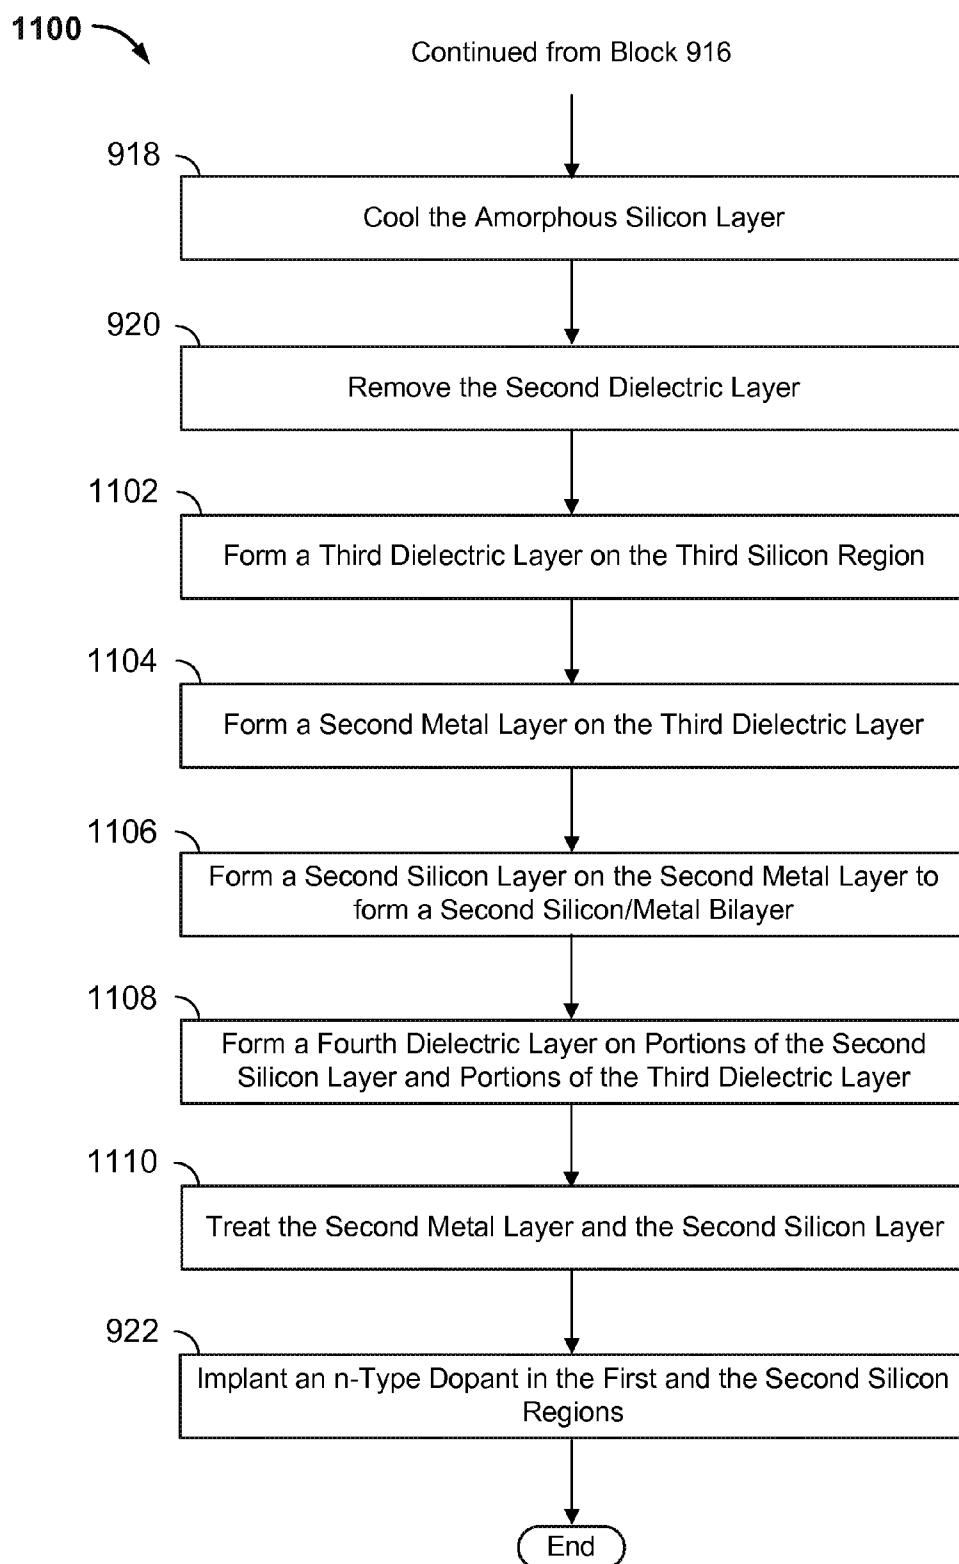 1100
Continued from Block 916
918
Cool the Amorphous Silicon Layer
920
Remove the Second Dielectric Layer
1102
Form a Third Dielectric Layer on the Third Silicon Region
1104
Form a Second Metal Layer on the Third Dielectric Layer
1106
Form a Second Silicon Layer on the Second Metal Layer to
form a Second Silicon/Metal Bilayer
1108
Form a Fourth Dielectric Layer on Portions of the Second
Silicon Layer and Portions of the Third Dielectric Layer
1110
Treat the Second Metal Layer and the Second Silicon Layer
922
Implant an n-Type Dopant in the First and the Second Silicon
Regions
End